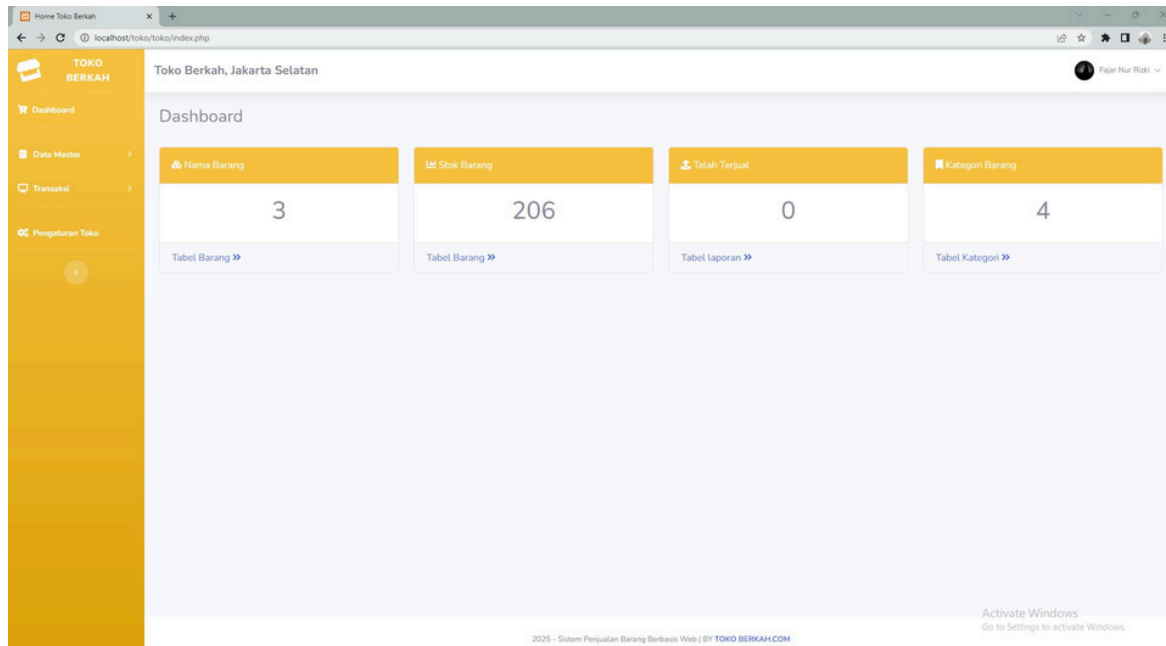 Home Toko Berkah
localhost/toko/toko/index.php
TOKO
BERKAH
Toko Berkah, Jakarta Selatan
Fajar Nur Rizki
Dashboard
Dashboard
Data Master
Transaksi
Pengaturan Toko
Nama Barang
Stok Barang
Telah Terjual
Kategori Barang
3
206
0
4
Tabel Barang
Tabel Barang
Tabel laporan
Tabel Kategori
Activate Windows
Go to Settings to activate Windows.
2025 - Sistem Penjualan Barang Berbasis Web | BY TOKO BERKAH.COM